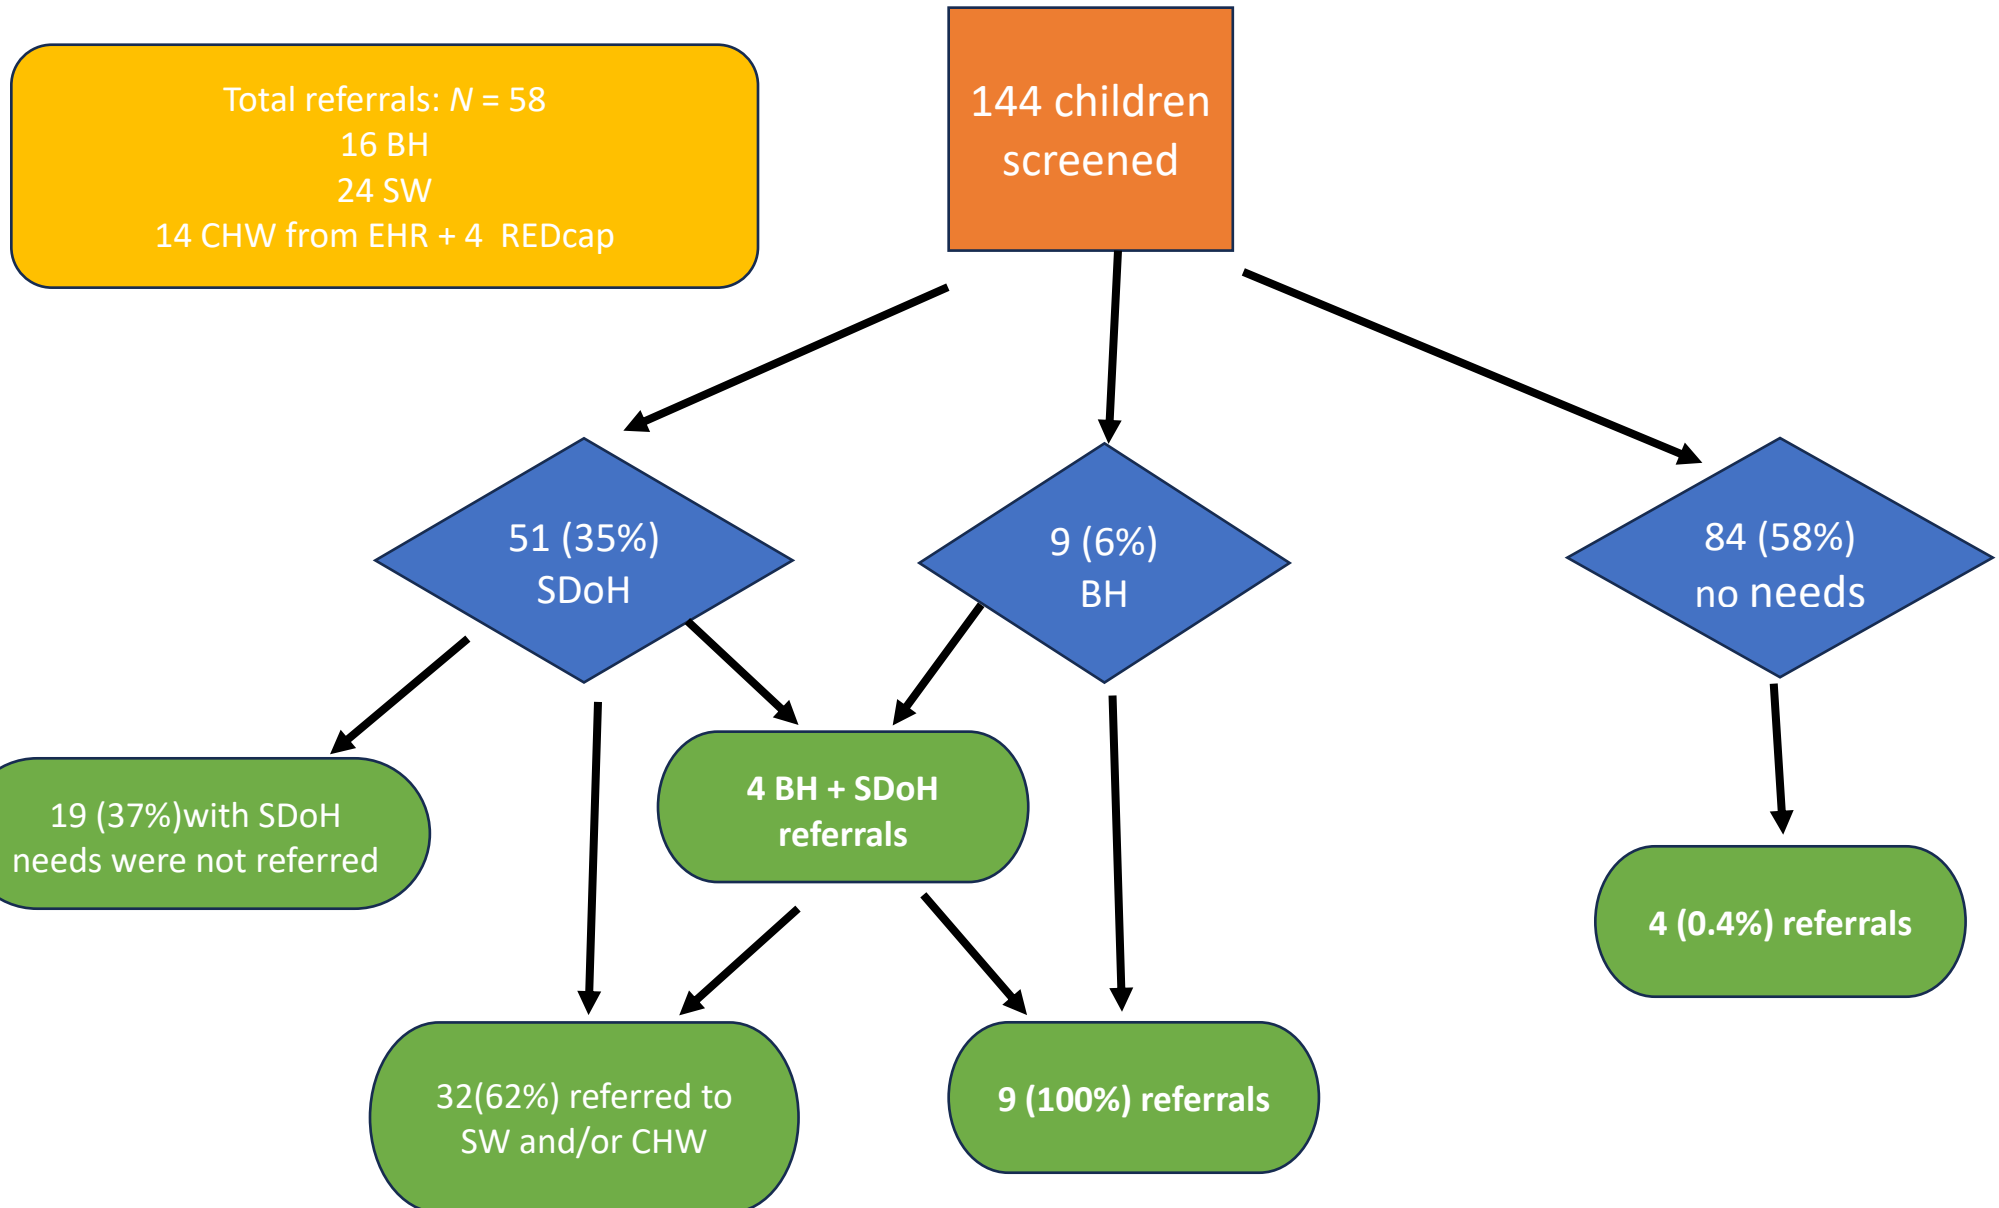 Total referrals: N = 58
16 BH
24 SW
14 CHW from EHR + 4 REDcap
144 children
screened
51 (35%)
SDoH
9 (6%)
BH
84 (58%)
no needs
19 (37%)with SDoH
needs were not referred
4 BH + SDoH
referrals
4 (0.4%) referrals
32(62%) referred to
SW and/or CHW
9 (100%) referrals